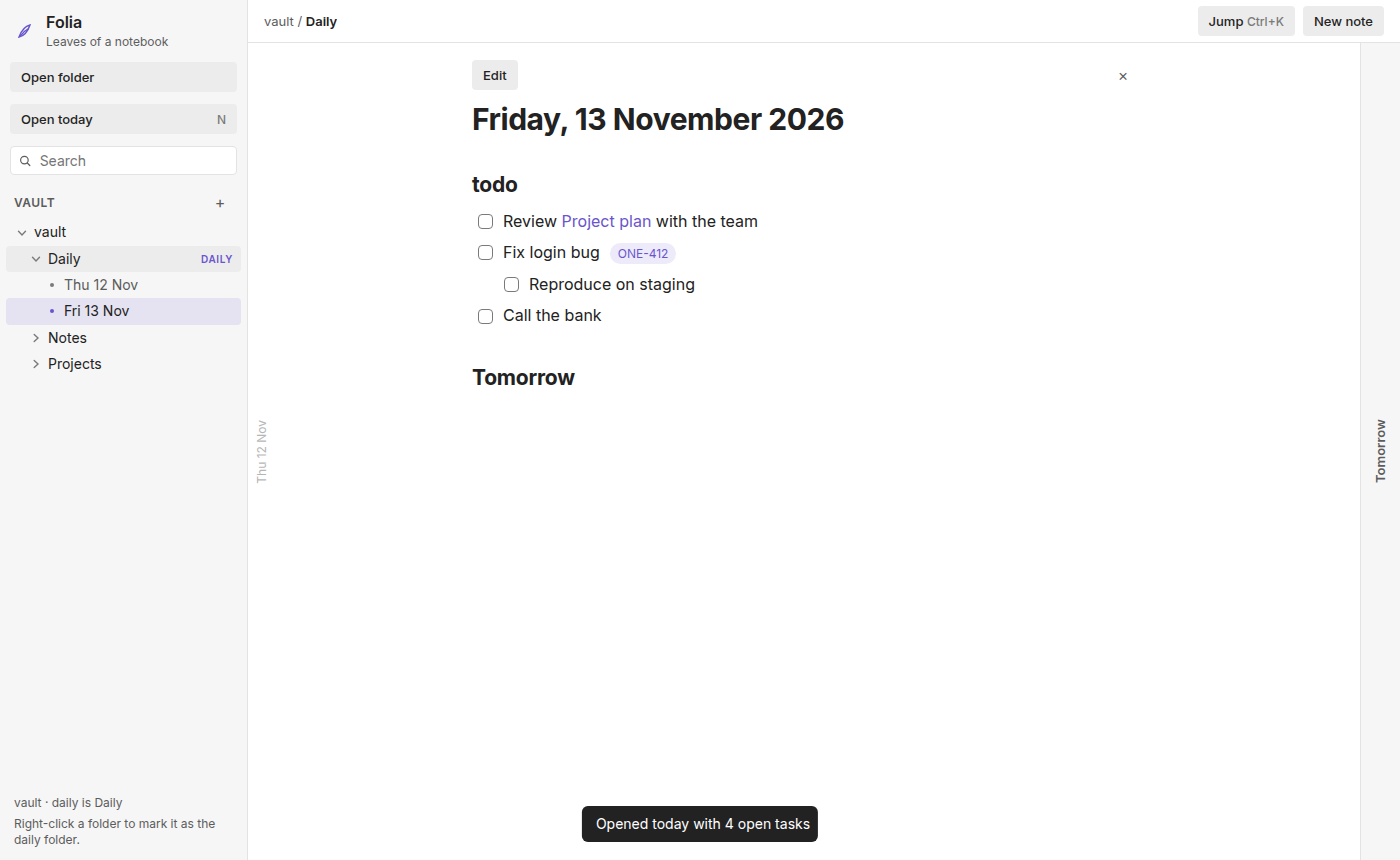 Folia
Leaves of a notebook
Open folder
Open today N
Search
VAULT +
vault
Daily DAILY
Thu 12 Nov
Fri 13 Nov
Notes
Projects
vault · daily is Daily
Right-click a folder to mark it as the
daily folder.
vault / Daily
Jump Ctrl+K
New note
Thu 12 Nov
Edit
×
Friday, 13 November 2026
todo
Review Project plan with the team
Fix login bug ONE-412
Reproduce on staging
Call the bank
Tomorrow
Opened today with 4 open tasks
Tomorrow